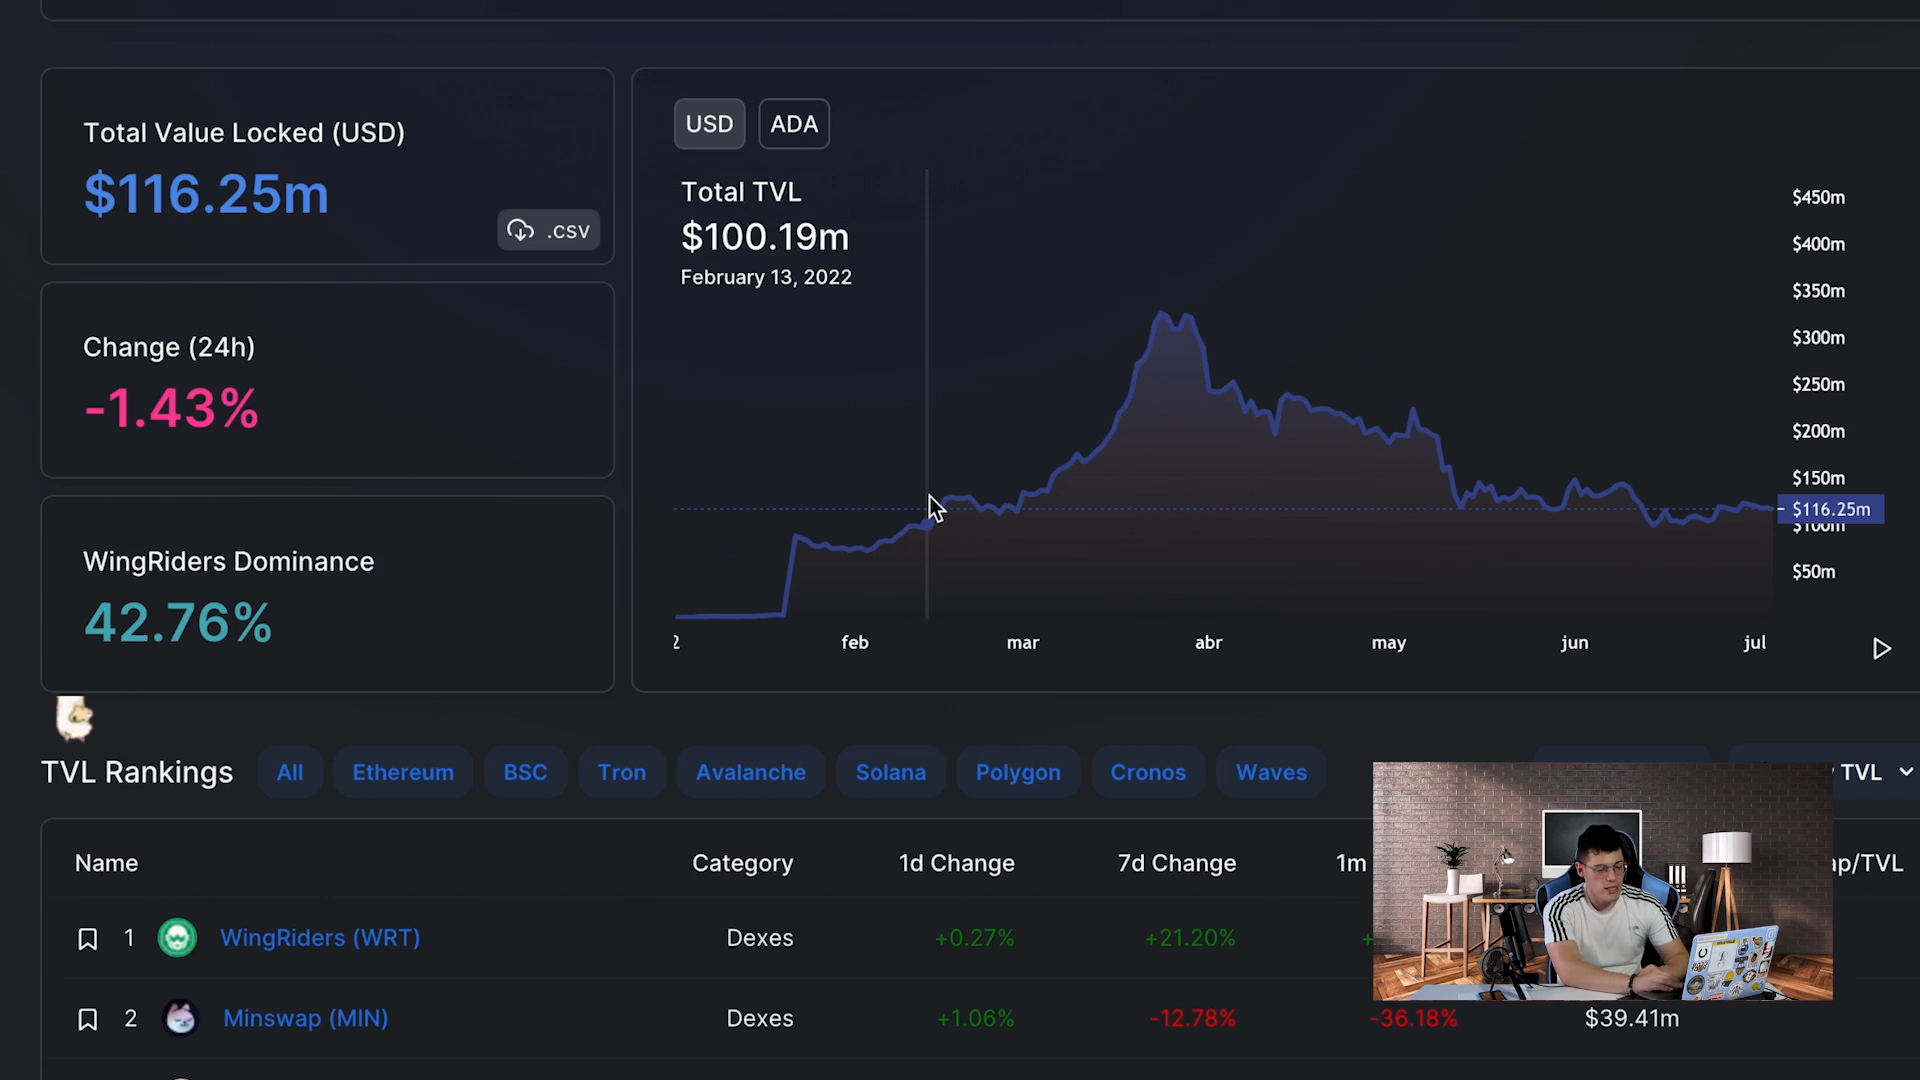 Total Value Locked (USD)
$116.25m
.csv
Change (24h)
-1.43%
WingRiders Dominance
42.76%
USD ADA
Total TVL
$100.19m
February 13, 2022
$450m
$400m
$350m
$300m
$250m
$200m
$150m
$116.25m
$100m
$50m
2 feb mar abr may jun jul
TVL Rankings All Ethereum BSC Tron Avalanche Solana Polygon Cronos Waves TVL
Name Category 1d Change 7d Change 1m ap/TVL
1 WingRiders (WRT) Dexes +0.27% +21.20% +
2 Minswap (MIN) Dexes +1.06% -12.78% -36.18% $39.41m